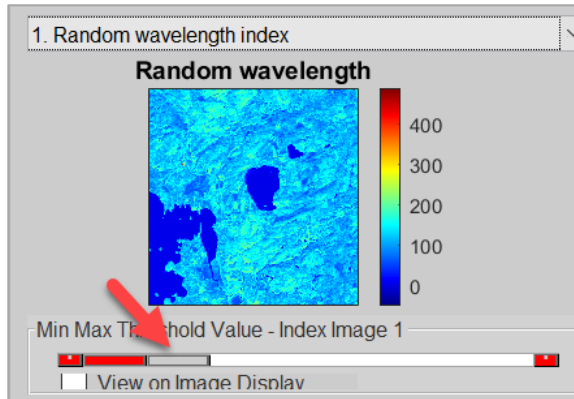 1. Random wavelength index
Random wavelength
400
300
200
100
0
Min Max Threshold Value - Index Image 1
View on Image Display